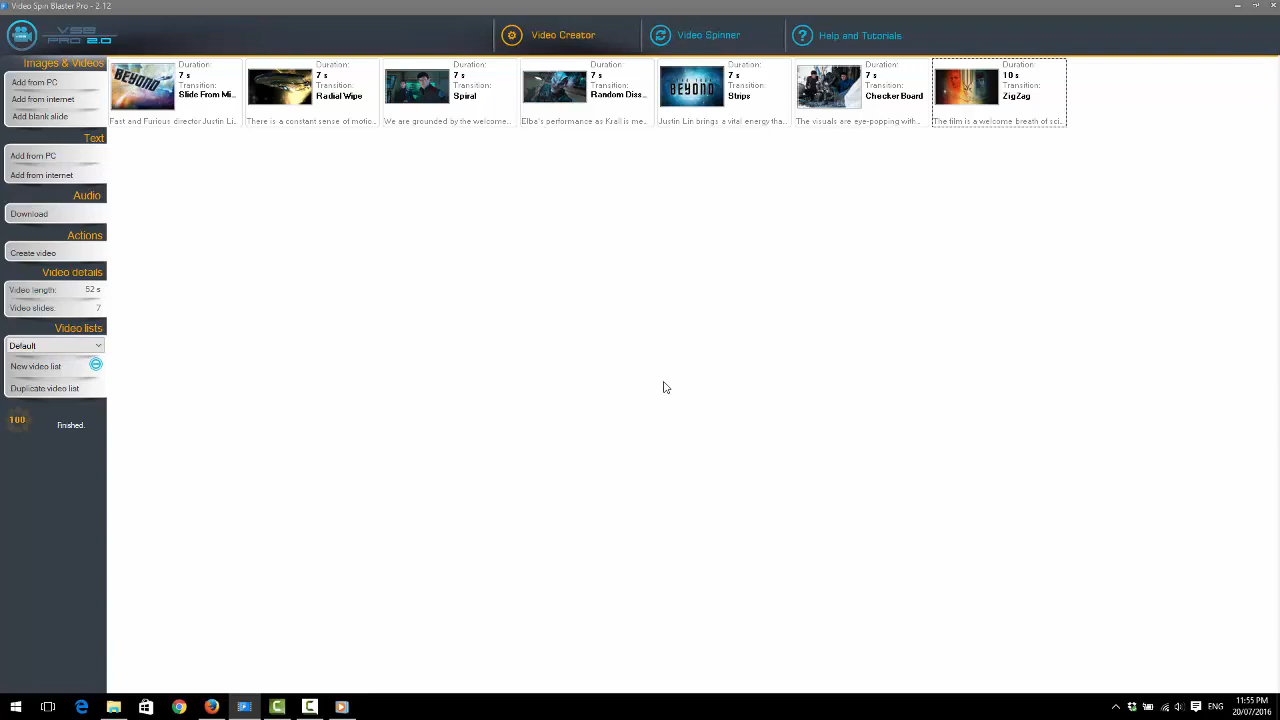 Video Spin Blaster Pro - 2.12
VSB
PRO 2.0
Video Creator
Video Spinner
Help and Tutorials
Images & Videos
Add from PC
Add from internet
Add blank slide
Text
Add from PC
Add from internet
Audio
Download
Actions
Create video
Video details
Video length: 52 s
Video slides: 7
Video lists
Default
New video list
Duplicate video list
100 Finished.
BEYOND
Duration:
7 s
Transition:
Slide From Mi...
Fast and Furious director Justin Li...
Duration:
7 s
Transition:
Radial Wipe
There is a constant sense of motio...
Duration:
7 s
Transition:
Spiral
We are grounded by the welcome...
Duration:
7 s
Transition:
Random Diss...
Elba's performance as Krall is me...
BEYOND
Duration:
7 s
Transition:
Strips
Justin Lin brings a vital energy tha...
Duration:
7 s
Transition:
CheckerBoard
The visuals are eye-popping with...
Duration:
10 s
Transition:
ZigZag
The film is a welcome breath of sci...
ENG
11:55 PM
20/07/2016